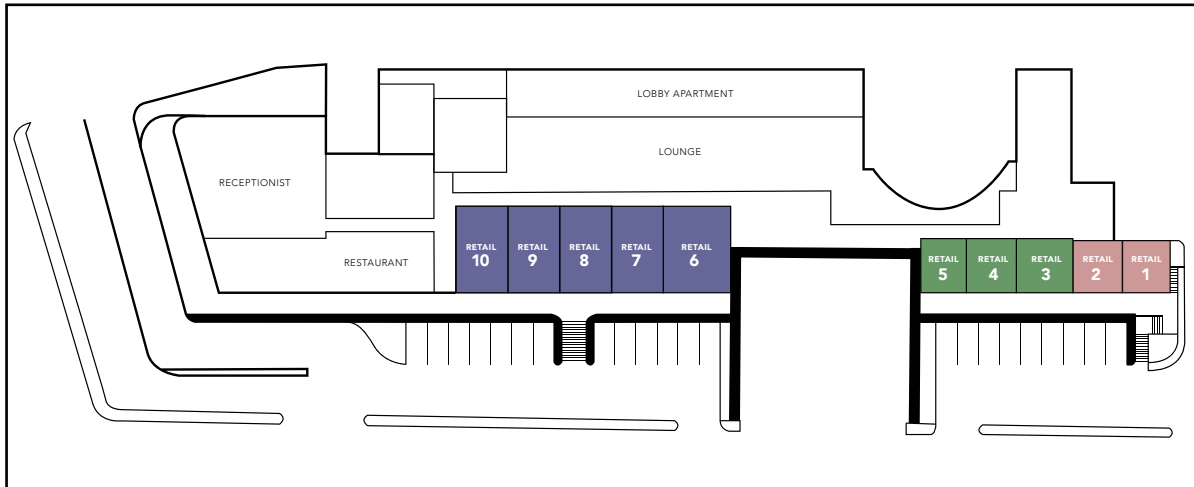 LOBBY APARTMENT
LOUNGE
RECEPTIONIST
RESTAURANT
RETAIL
10
RETAIL
9
RETAIL
8
RETAIL
7
RETAIL
6
RETAIL
5
RETAIL
4
RETAIL
3
RETAIL
2
RETAIL
1